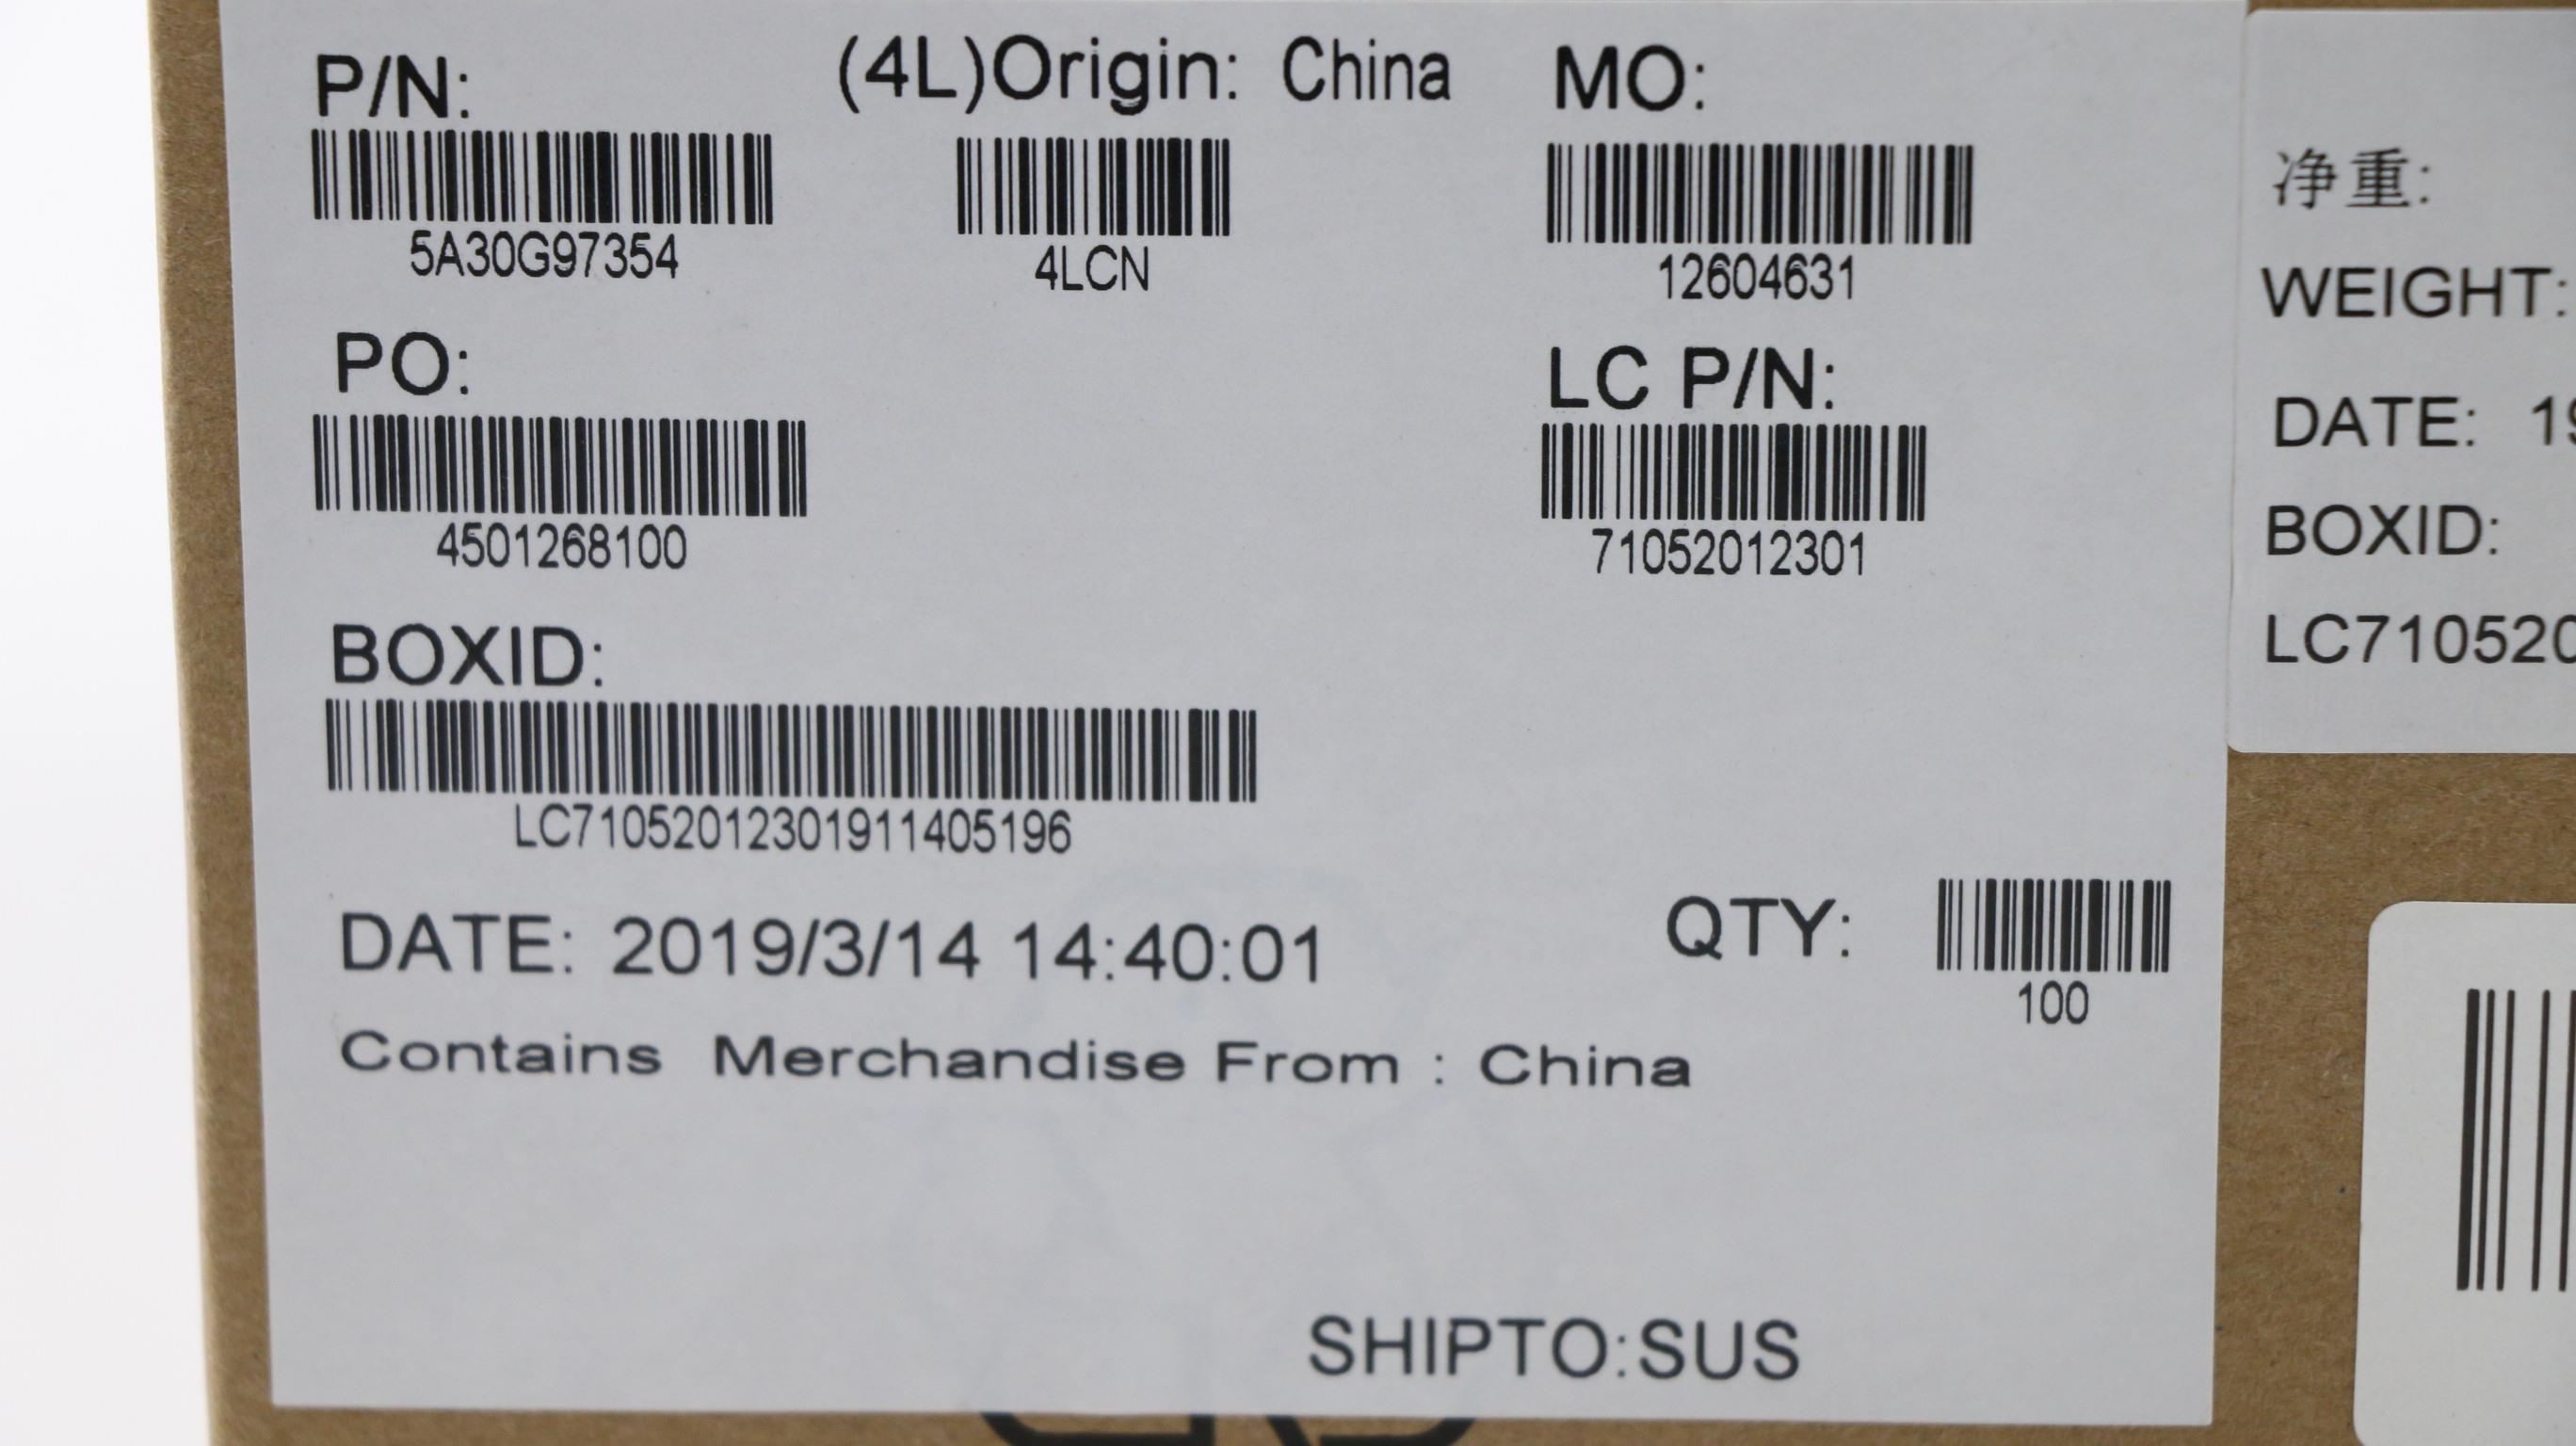 P/N:
(4L)Origin: China
MO:
5A30G97354
4LCN
12604631
PO:
LC P/N:
4501268100
71052012301
BOXID:
LC71052012301911405196
DATE: 2019/3/14 14:40:01
QTY:
100
Contains Merchandise From : China
SHIPTO:SUS
净重:
WEIGHT:
DATE:
BOXID:
LC710520